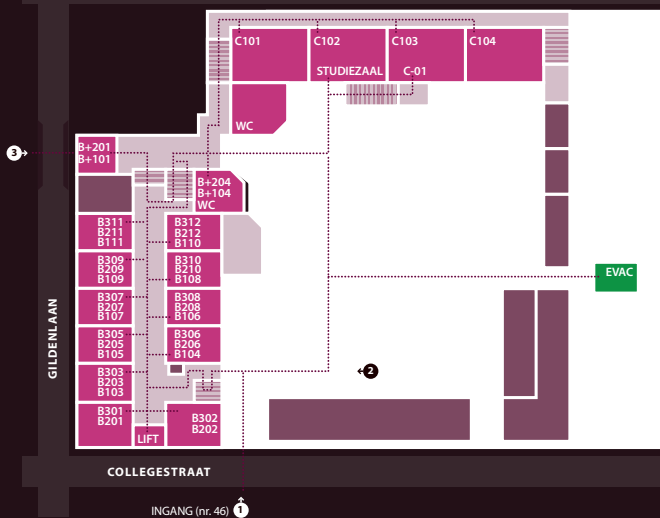 C101
C102
C103
C104
STUDIEZAAL
C-01
WC
B+201
B+101
3
B+204
B+104
WC
B311
B211
B111
B312
B212
B110
B309
B209
B109
B310
B210
B108
EVAC
B307
B207
B107
B308
B208
B106
GILDENLAAN
B305
B205
B105
B306
B206
B104
B303
B203
B103
2
B301
B201
B302
B202
LIFT
COLLEGESTRAAT
INGANG (nr. 46) 1